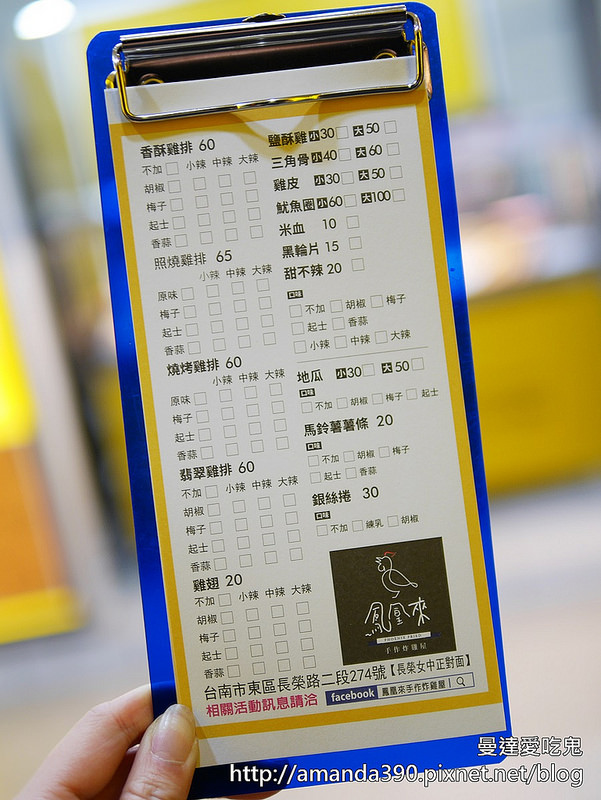 香酥雞排 60
不加 小辣 中辣 大辣
胡椒
梅子
起士
香蒜
照燒雞排 65
小辣 中辣 大辣
原味
梅子
起士
香蒜
燒烤雞排 60
小辣 中辣 大辣
原味
梅子
起士
香蒜
翡翠雞排 60
不加 小辣 中辣 大辣
胡椒
梅子
起士
香蒜
雞翅 20
不加 小辣 中辣 大辣
胡椒
梅子
起士
香蒜
鹽酥雞 小30 大50
三角骨 小40 大60
雞皮 小30 大50
魷魚圈 小60 大100
米血 10
黑輪片 15
甜不辣 20
口味
不加 胡椒 梅子
起士 香蒜
小辣 中辣 大辣
地瓜 小30 大50
口味
不加 胡椒 梅子 起士
馬鈴薯薯條 20
口味
不加 胡椒 梅子
起士 香蒜
銀絲捲 30
口味
不加 煉乳 胡椒
鳳凰來
PHOENIX FRIED
手作炸雞屋
台南市東區長榮路二段274號【長榮女中正對面】
相關活動訊息請洽 facebook 鳳凰來手作炸雞屋
曼達愛吃鬼
http://amanda390.pixnet.net/blog